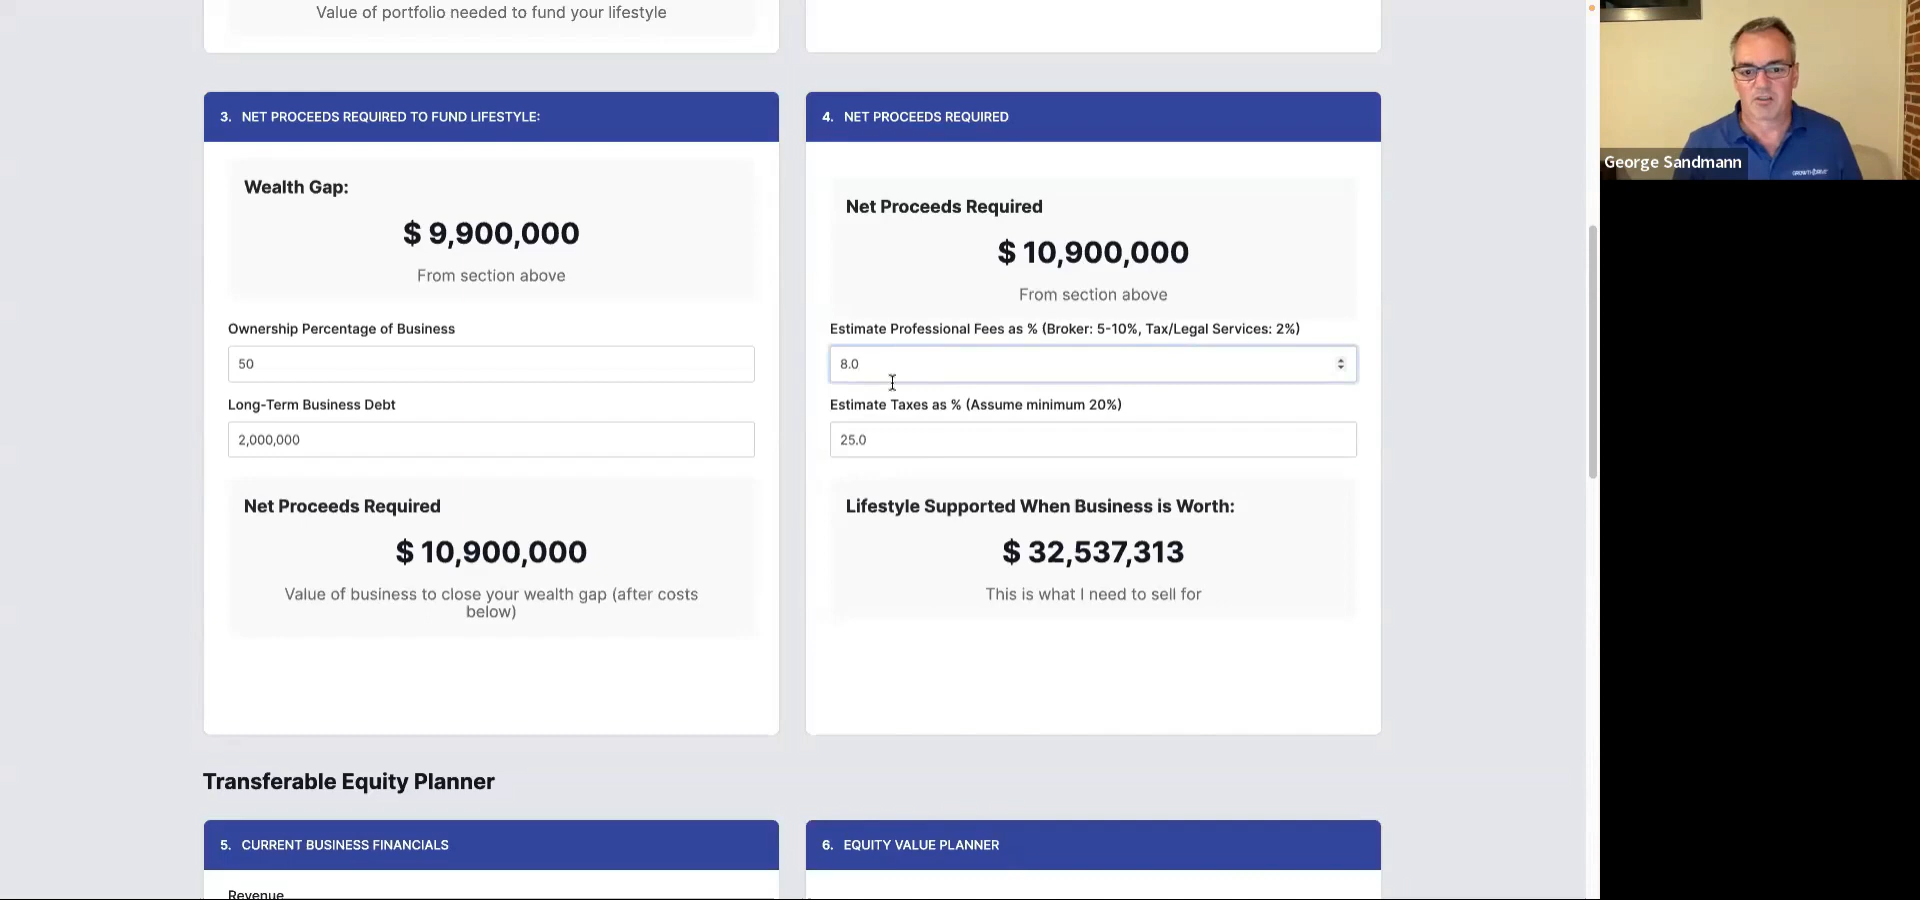 Value of portfolio needed to fund your lifestyle
3. NET PROCEEDS REQUIRED TO FUND LIFESTYLE:
Wealth Gap:
$ 9,900,000
From section above
Ownership Percentage of Business
50
Long-Term Business Debt
2,000,000
Net Proceeds Required
$ 10,900,000
Value of business to close your wealth gap (after costs
below)
4. NET PROCEEDS REQUIRED
Net Proceeds Required
$ 10,900,000
From section above
Estimate Professional Fees as % (Broker: 5-10%, Tax/Legal Services: 2%)
8.0
Estimate Taxes as % (Assume minimum 20%)
25.0
Lifestyle Supported When Business is Worth:
$ 32,537,313
This is what I need to sell for
Transferable Equity Planner
5. CURRENT BUSINESS FINANCIALS
Revenue
6. EQUITY VALUE PLANNER
George Sandmann